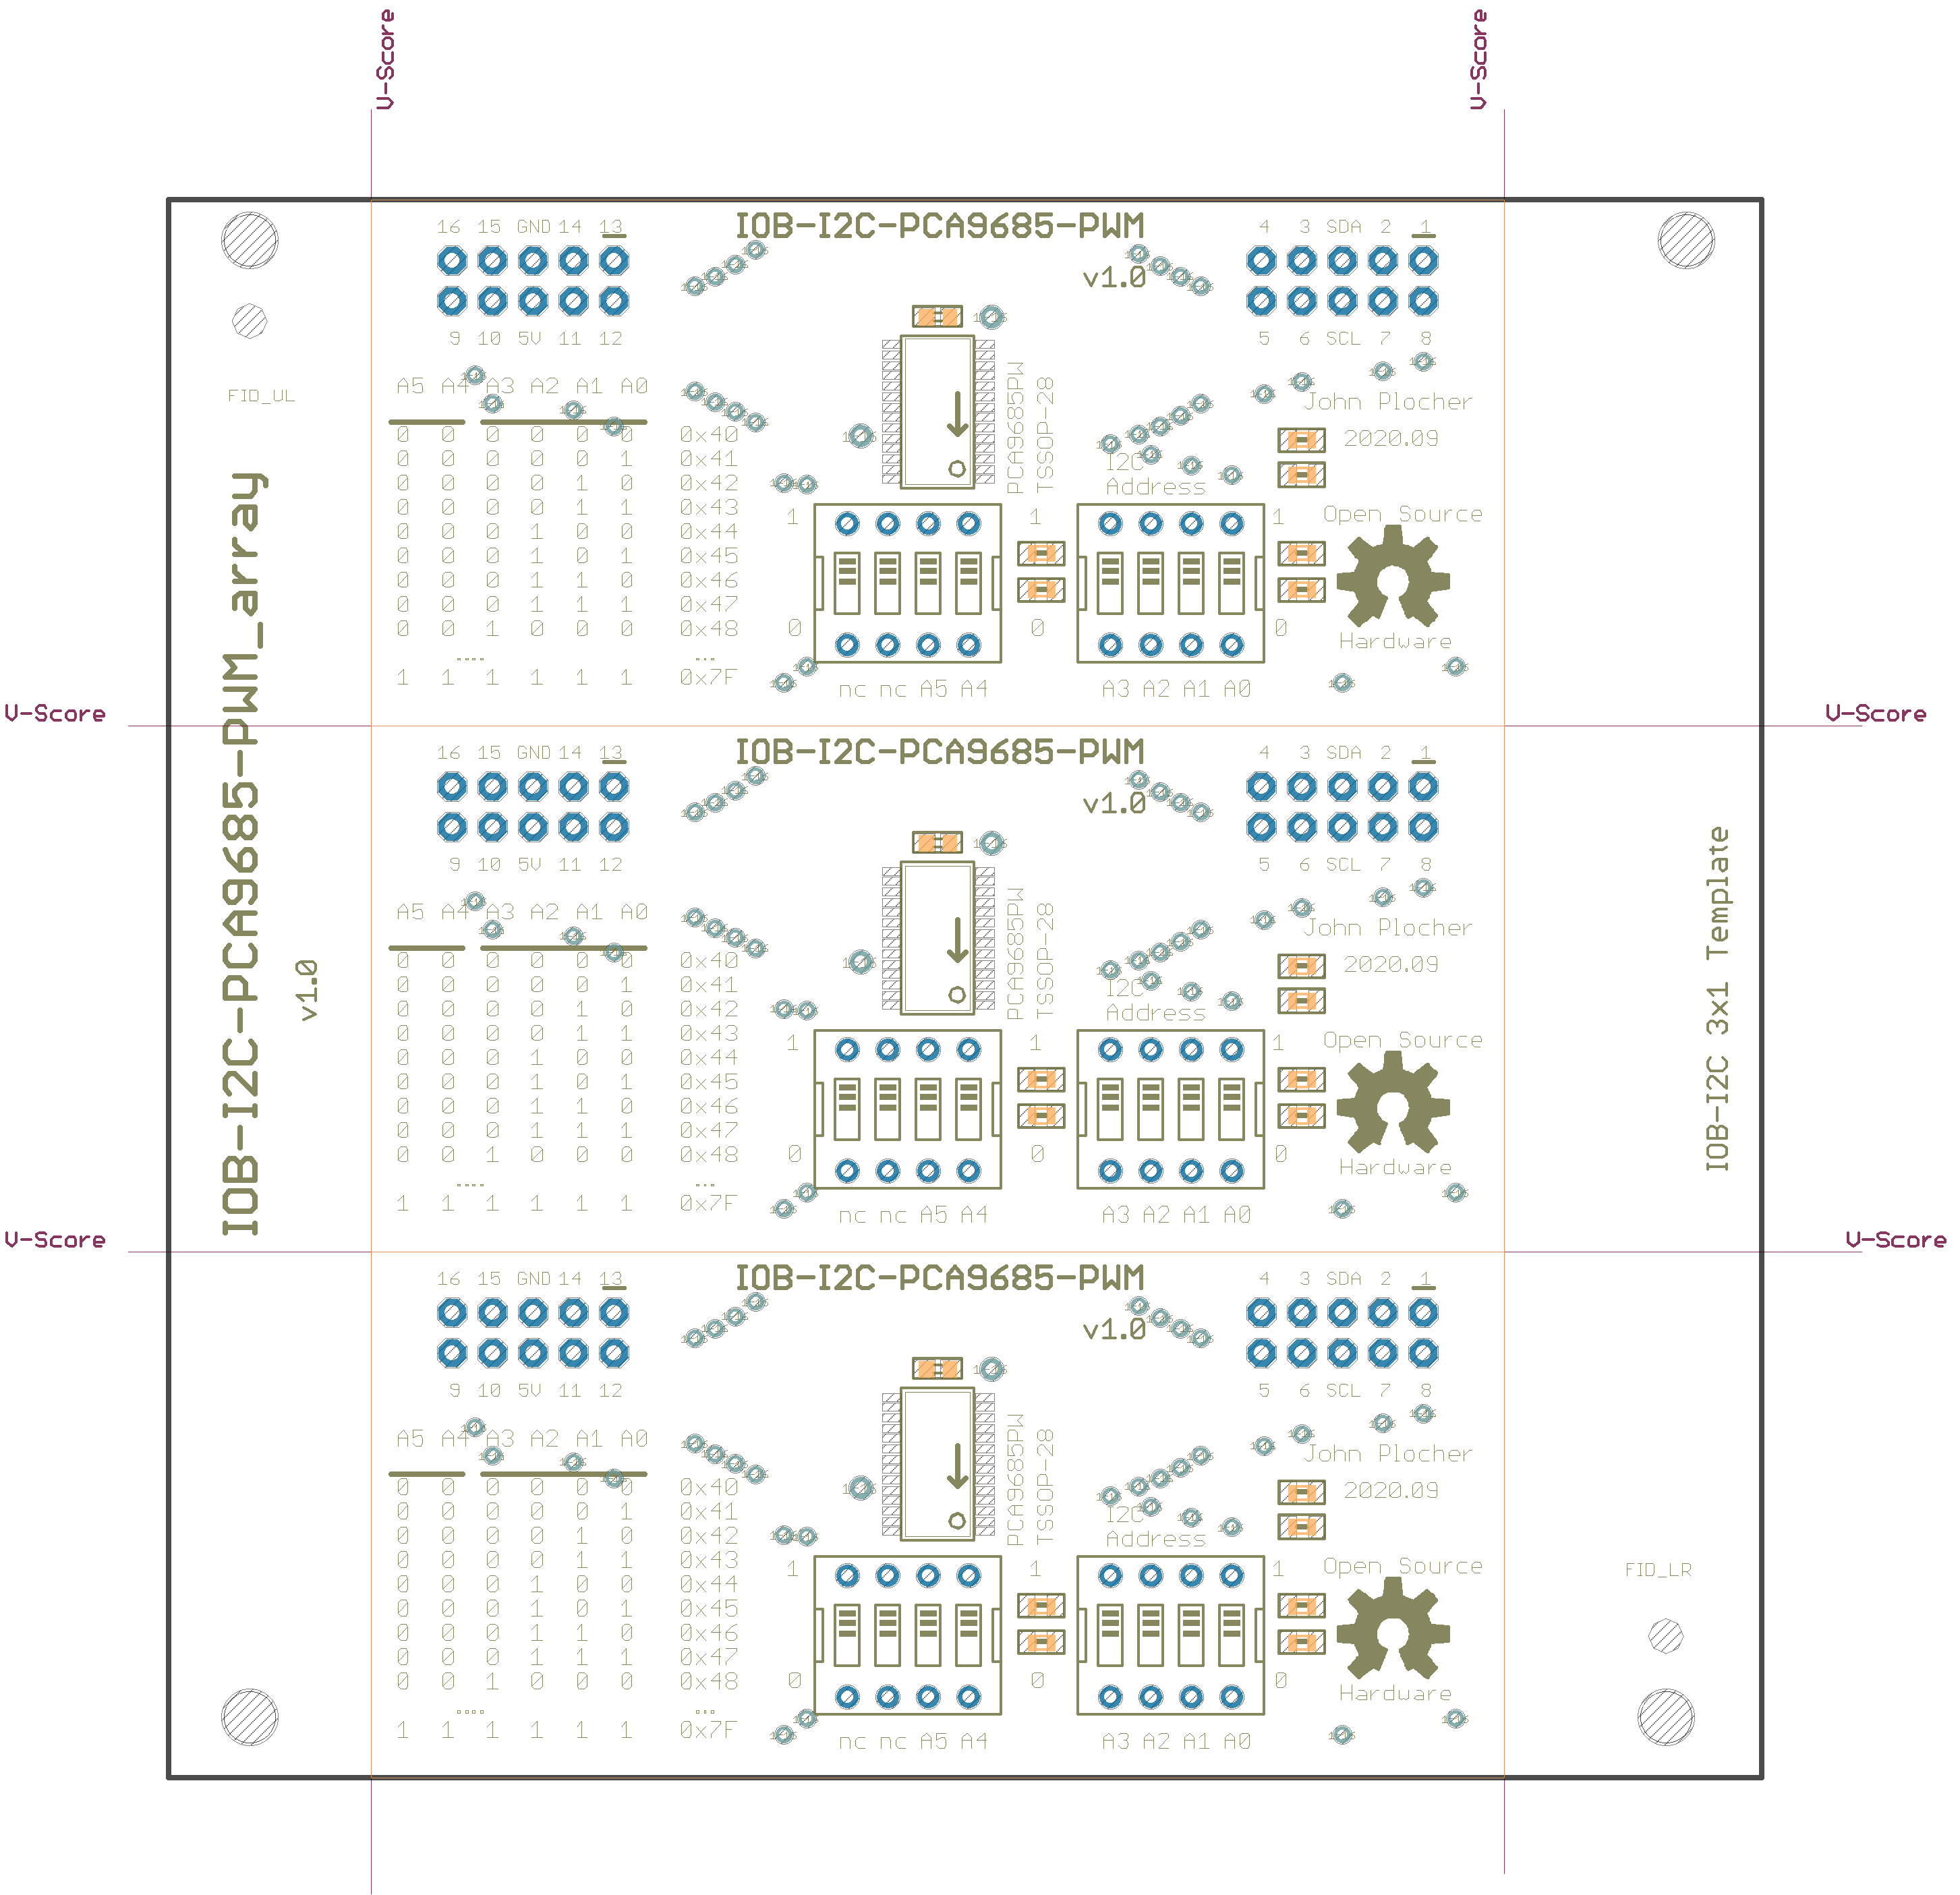 V-Score
V-Score
IOB-I2C-PCA9685-PWM_array
v1.0
FID_UL
16 15 GND 14 13
IOB-I2C-PCA9685-PWM
v1.0
4 3 SDA 2 1
9 10 5V 11 12
5 6 SCL 7 8
A5 A4 A3 A2 A1 A0
0 0 0 0 0 0 0x40
0 0 0 0 0 1 0x41
0 0 0 0 1 0 0x42
0 0 0 0 1 1 0x43
0 0 0 1 0 0 0x44
0 0 0 1 0 1 0x45
0 0 0 1 1 0 0x46
0 0 0 1 1 1 0x47
0 0 1 0 0 0 0x48
.... ...
1 1 1 1 1 1 0x7F
PCA9685PW
TSSOP-28
I2C
Address
John Plocher
2020.09
Open Source
Hardware
1 1 1
0 0 0
nc nc A5 A4
A3 A2 A1 A0
V-Score
V-Score
16 15 GND 14 13
IOB-I2C-PCA9685-PWM
v1.0
4 3 SDA 2 1
9 10 5V 11 12
5 6 SCL 7 8
A5 A4 A3 A2 A1 A0
0 0 0 0 0 0 0x40
0 0 0 0 0 1 0x41
0 0 0 0 1 0 0x42
0 0 0 0 1 1 0x43
0 0 0 1 0 0 0x44
0 0 0 1 0 1 0x45
0 0 0 1 1 0 0x46
0 0 0 1 1 1 0x47
0 0 1 0 0 0 0x48
.... ...
1 1 1 1 1 1 0x7F
PCA9685PW
TSSOP-28
I2C
Address
John Plocher
2020.09
Open Source
Hardware
1 1 1
0 0 0
nc nc A5 A4
A3 A2 A1 A0
IOB-I2C 3x1 Template
V-Score
V-Score
16 15 GND 14 13
IOB-I2C-PCA9685-PWM
v1.0
4 3 SDA 2 1
9 10 5V 11 12
5 6 SCL 7 8
A5 A4 A3 A2 A1 A0
0 0 0 0 0 0 0x40
0 0 0 0 0 1 0x41
0 0 0 0 1 0 0x42
0 0 0 0 1 1 0x43
0 0 0 1 0 0 0x44
0 0 0 1 0 1 0x45
0 0 0 1 1 0 0x46
0 0 0 1 1 1 0x47
0 0 1 0 0 0 0x48
.... ...
1 1 1 1 1 1 0x7F
PCA9685PW
TSSOP-28
I2C
Address
John Plocher
2020.09
Open Source
Hardware
1 1 1
0 0 0
nc nc A5 A4
A3 A2 A1 A0
FID_LR